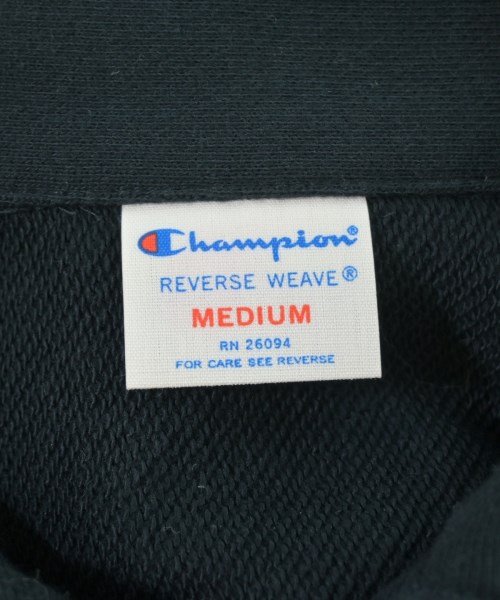 Champion®
REVERSE WEAVE®
MEDIUM
RN 26094
FOR CARE SEE REVERSE